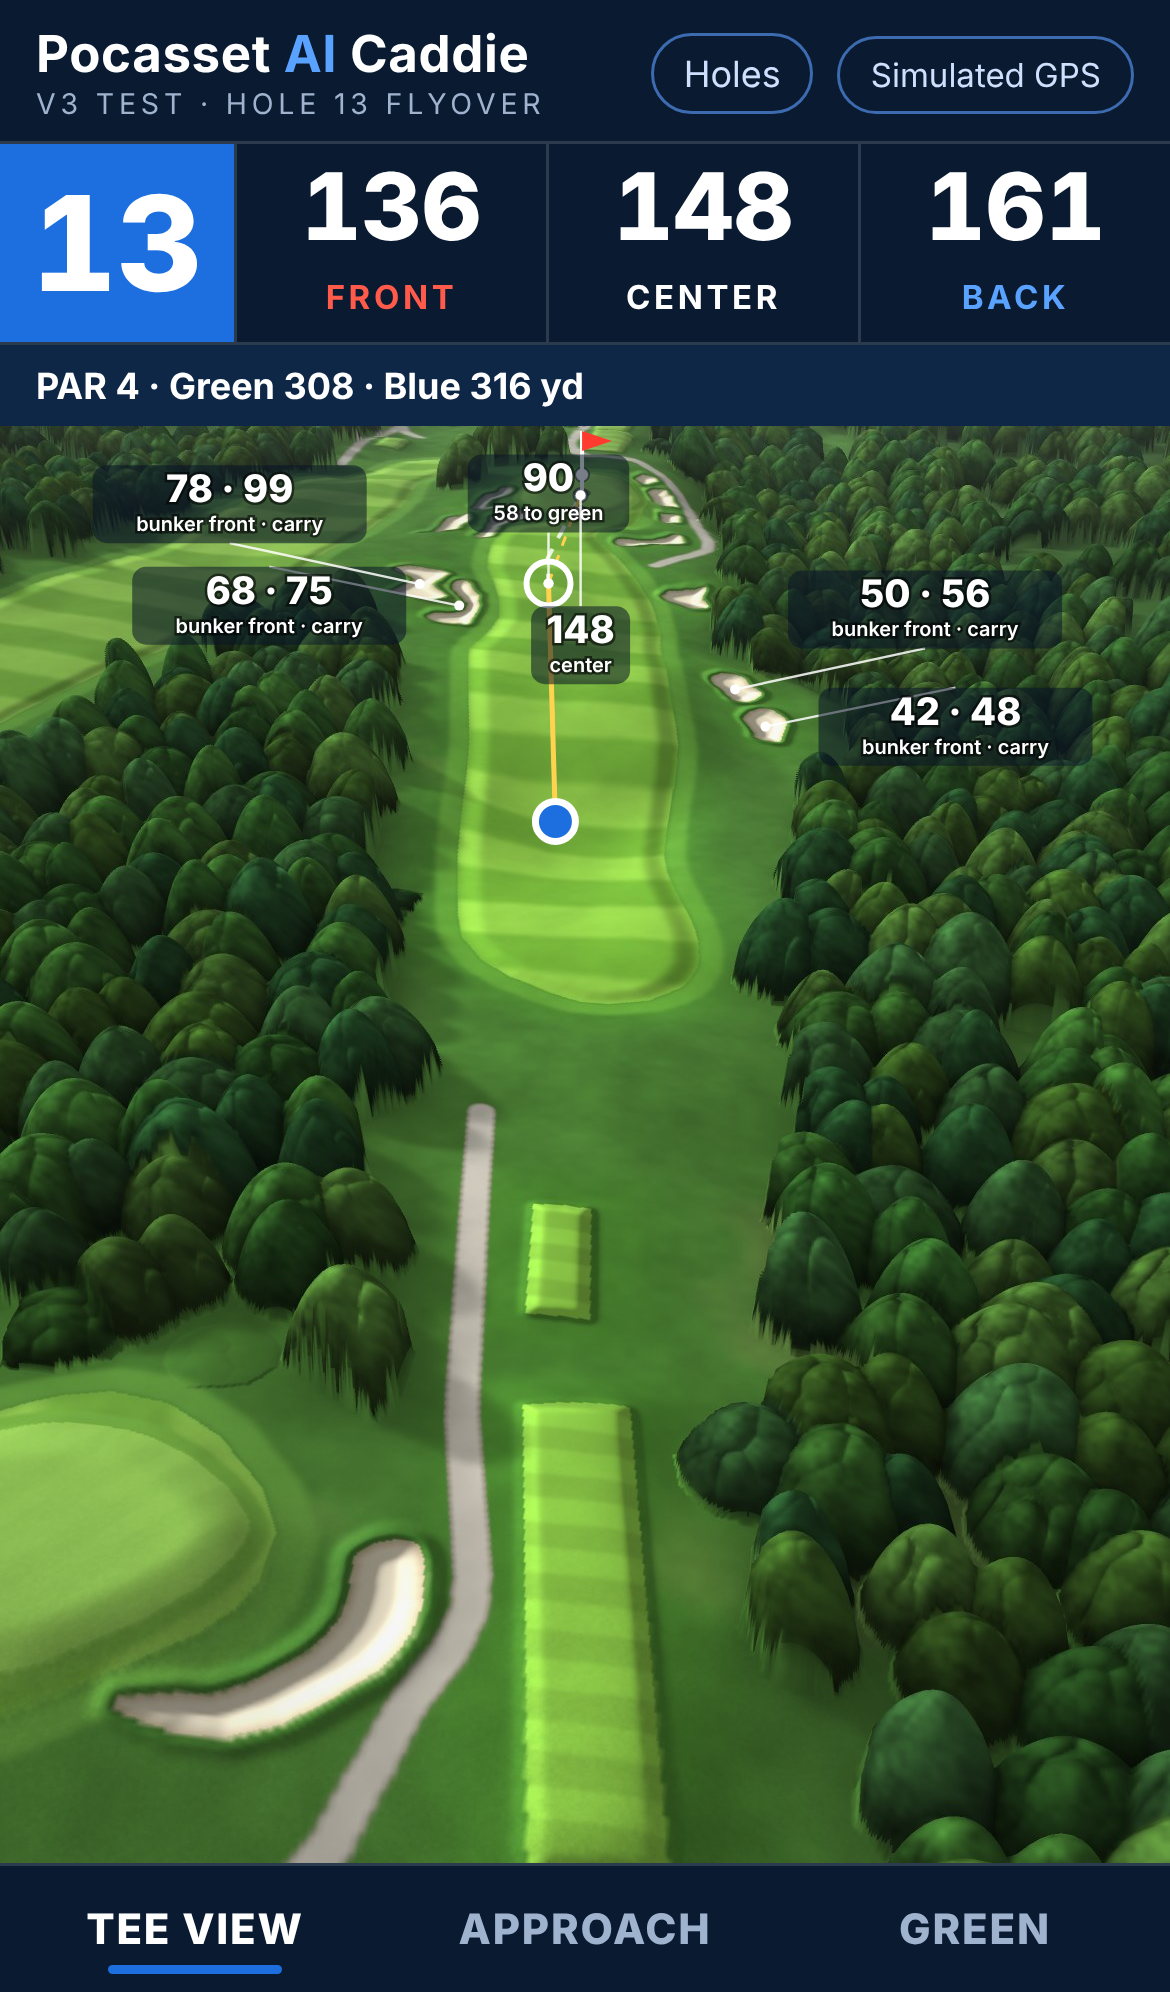 Pocasset AI Caddie
V3 TEST · HOLE 13 FLYOVER
Holes
Simulated GPS
13
136
FRONT
148
CENTER
161
BACK
PAR 4 · Green 308 · Blue 316 yd
78 · 99
bunker front · carry
90
58 to green
68 · 75
bunker front · carry
148
center
50 · 56
bunker front · carry
42 · 48
bunker front · carry
TEE VIEW
APPROACH
GREEN